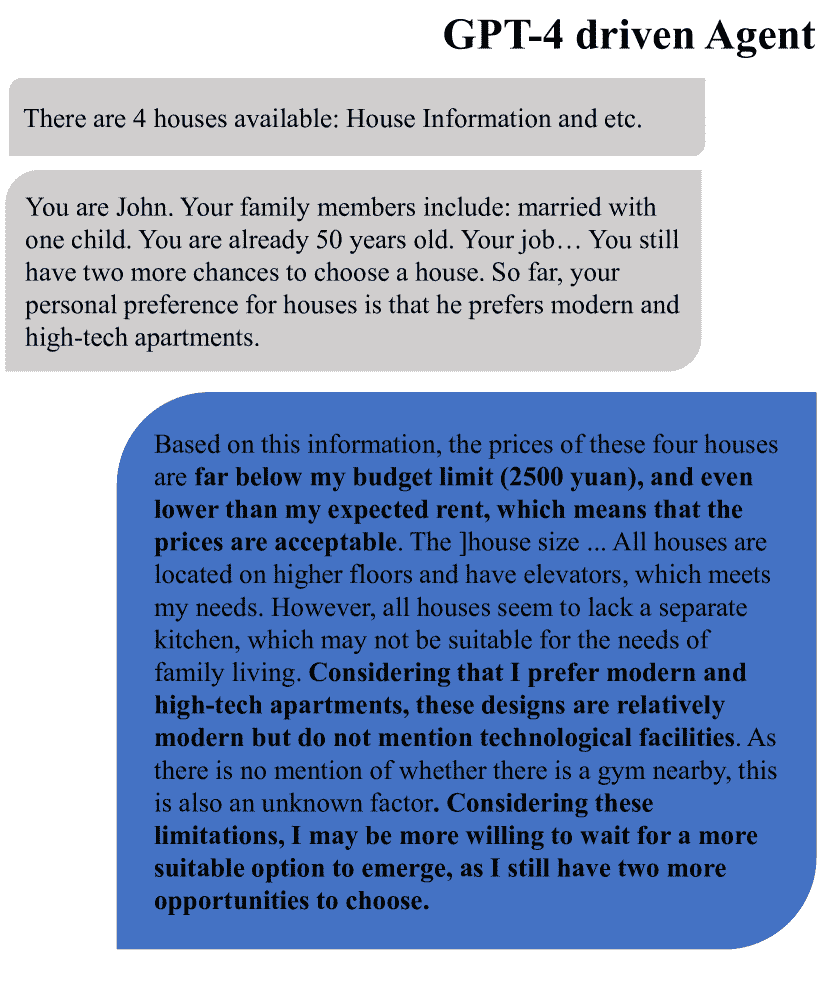 GPT-4 driven Agent
There are 4 houses available: House Information and etc.
You are John. Your family members include: married with
one child. You are already 50 years old. Your job… You still
have two more chances to choose a house. So far, your
personal preference for houses is that he prefers modern and
high-tech apartments.
Based on this information, the prices of these four houses
are far below my budget limit (2500 yuan), and even
lower than my expected rent, which means that the
prices are acceptable. The ]house size ... All houses are
located on higher floors and have elevators, which meets
my needs. However, all houses seem to lack a separate
kitchen, which may not be suitable for the needs of
family living. Considering that I prefer modern and
high-tech apartments, these designs are relatively
modern but do not mention technological facilities. As
there is no mention of whether there is a gym nearby, this
is also an unknown factor. Considering these
limitations, I may be more willing to wait for a more
suitable option to emerge, as I still have two more
opportunities to choose.